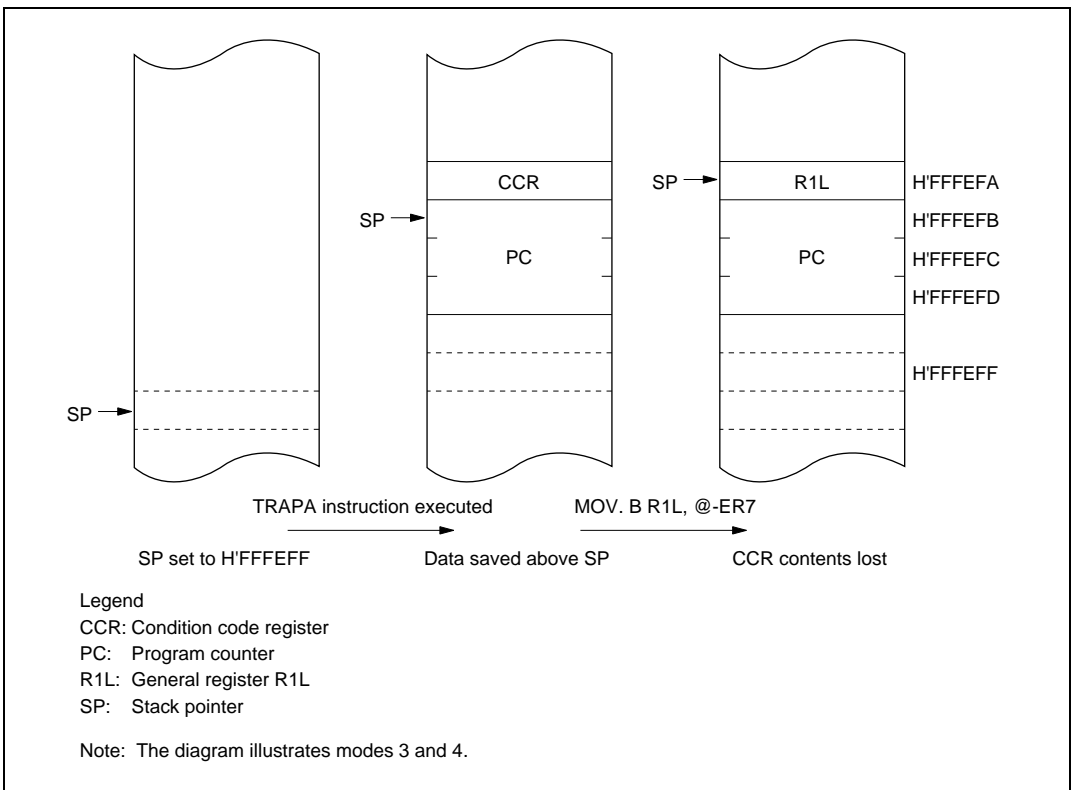 CCR
SP
R1L
H'FFFEFA
SP
H'FFFEFB
PC
PC
H'FFFEFC
H'FFFEFD
H'FFFEFF
SP
TRAPA instruction executed
MOV. B R1L, @-ER7
SP set to H'FFFEFF
Data saved above SP
CCR contents lost
Legend
CCR: Condition code register
PC: Program counter
R1L: General register R1L
SP: Stack pointer
Note: The diagram illustrates modes 3 and 4.